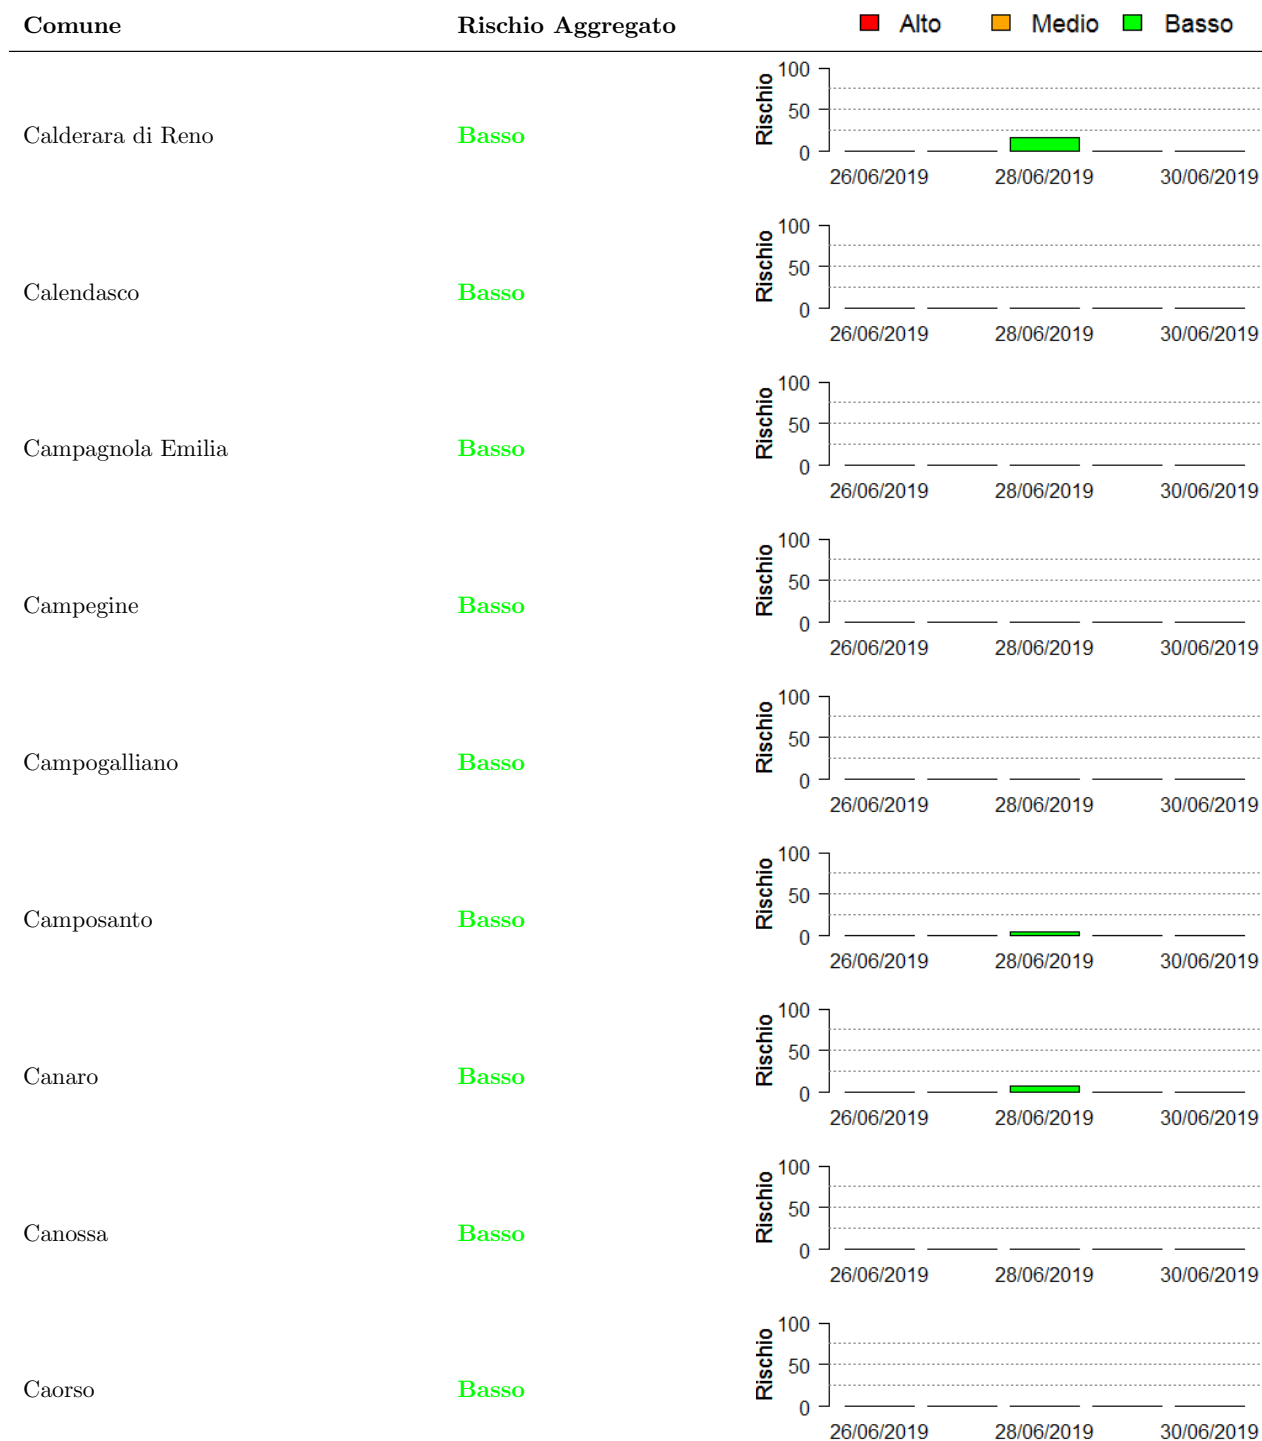 Comune Rischio Aggregato Alto Medio Basso
Calderara di Reno Basso
Rischio
100
50
0
26/06/2019 28/06/2019 30/06/2019
Calendasco Basso
Rischio
100
50
0
26/06/2019 28/06/2019 30/06/2019
Campagnola Emilia Basso
Rischio
100
50
0
26/06/2019 28/06/2019 30/06/2019
Campegine Basso
Rischio
100
50
0
26/06/2019 28/06/2019 30/06/2019
Campogalliano Basso
Rischio
100
50
0
26/06/2019 28/06/2019 30/06/2019
Camposanto Basso
Rischio
100
50
0
26/06/2019 28/06/2019 30/06/2019
Canaro Basso
Rischio
100
50
0
26/06/2019 28/06/2019 30/06/2019
Canossa Basso
Rischio
100
50
0
26/06/2019 28/06/2019 30/06/2019
Caorso Basso
Rischio
100
50
0
26/06/2019 28/06/2019 30/06/2019